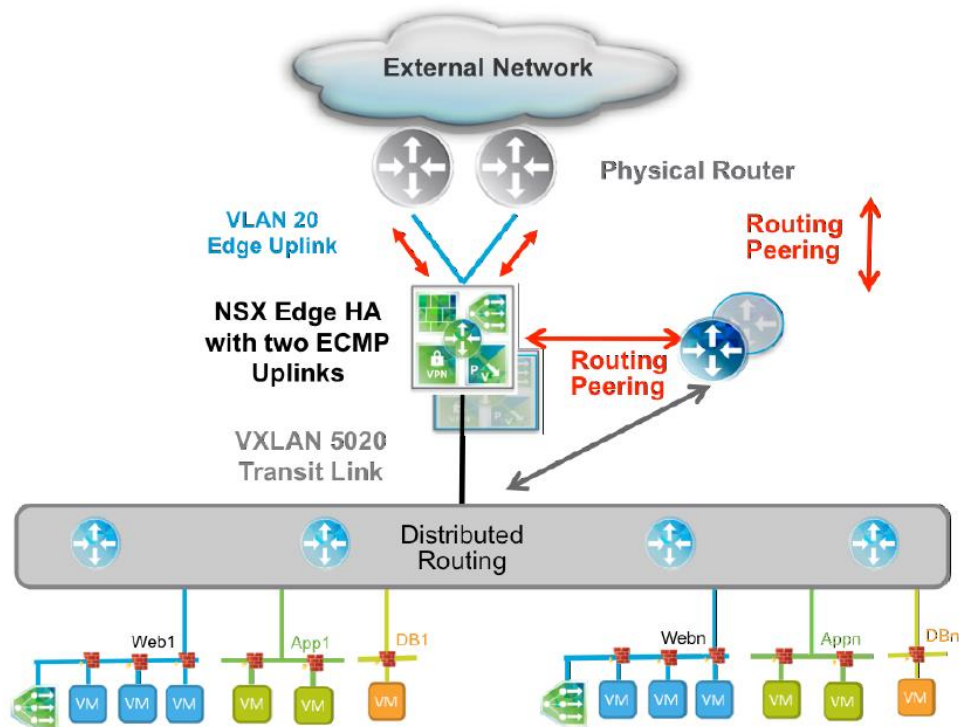 External Network
Physical Router
VLAN 20
Edge Uplink
Routing
Peering
NSX Edge HA
with two ECMP
Uplinks
VPN
Routing
Peering
VPN
VXLAN 5020
Transit Link
Distributed
Routing
Web1
App1
DB1
Webn
Appn
DBn
VM
VM
VM
VM
VM
VM
VM
VM
VM
VM
VM
VM